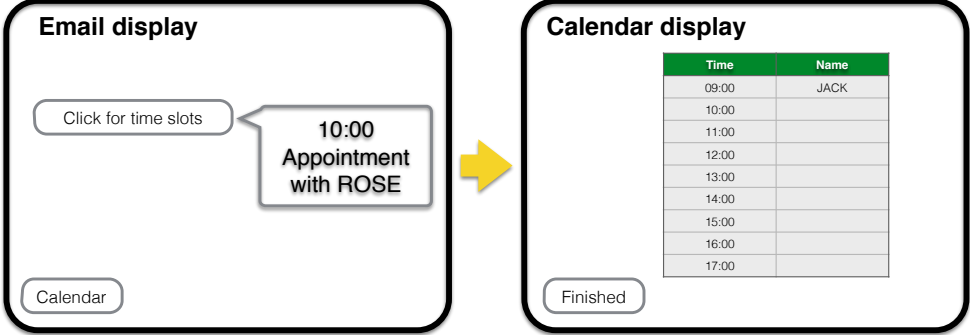 Email display
Click for time slots
10:00
Appointment
with ROSE
Calendar
Calendar display
Time Name
09:00 JACK
10:00
11:00
12:00
13:00
14:00
15:00
16:00
17:00
Finished